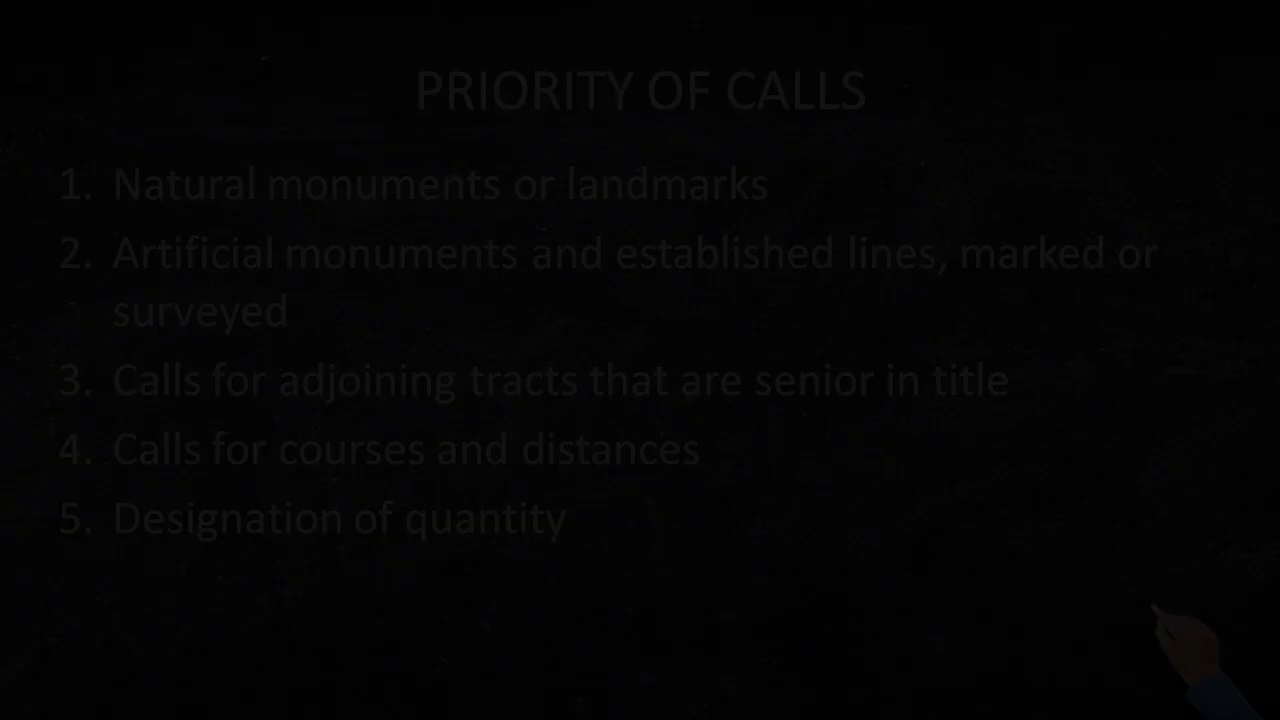 PRIORITY OF CALLS
1. Natural monuments or landmarks
2. Artificial monuments and established lines, marked or
surveyed
3. Calls for adjoining tracts that are senior in title
4. Calls for courses and distances
5. Designation of quantity